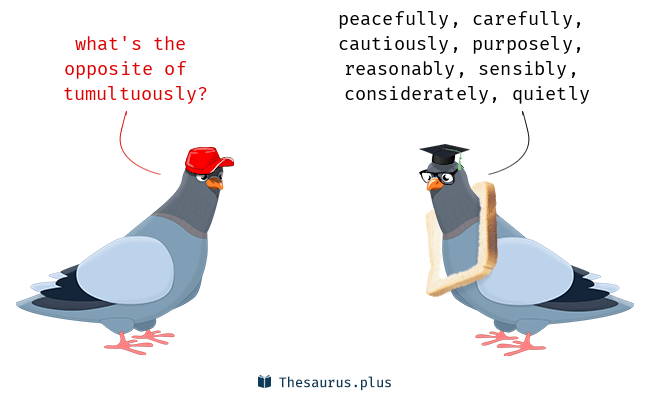 what's the
opposite of
tumultuously?
peacefully, carefully,
cautiously, purposely,
reasonably, sensibly,
considerately, quietly
Thesaurus.plus